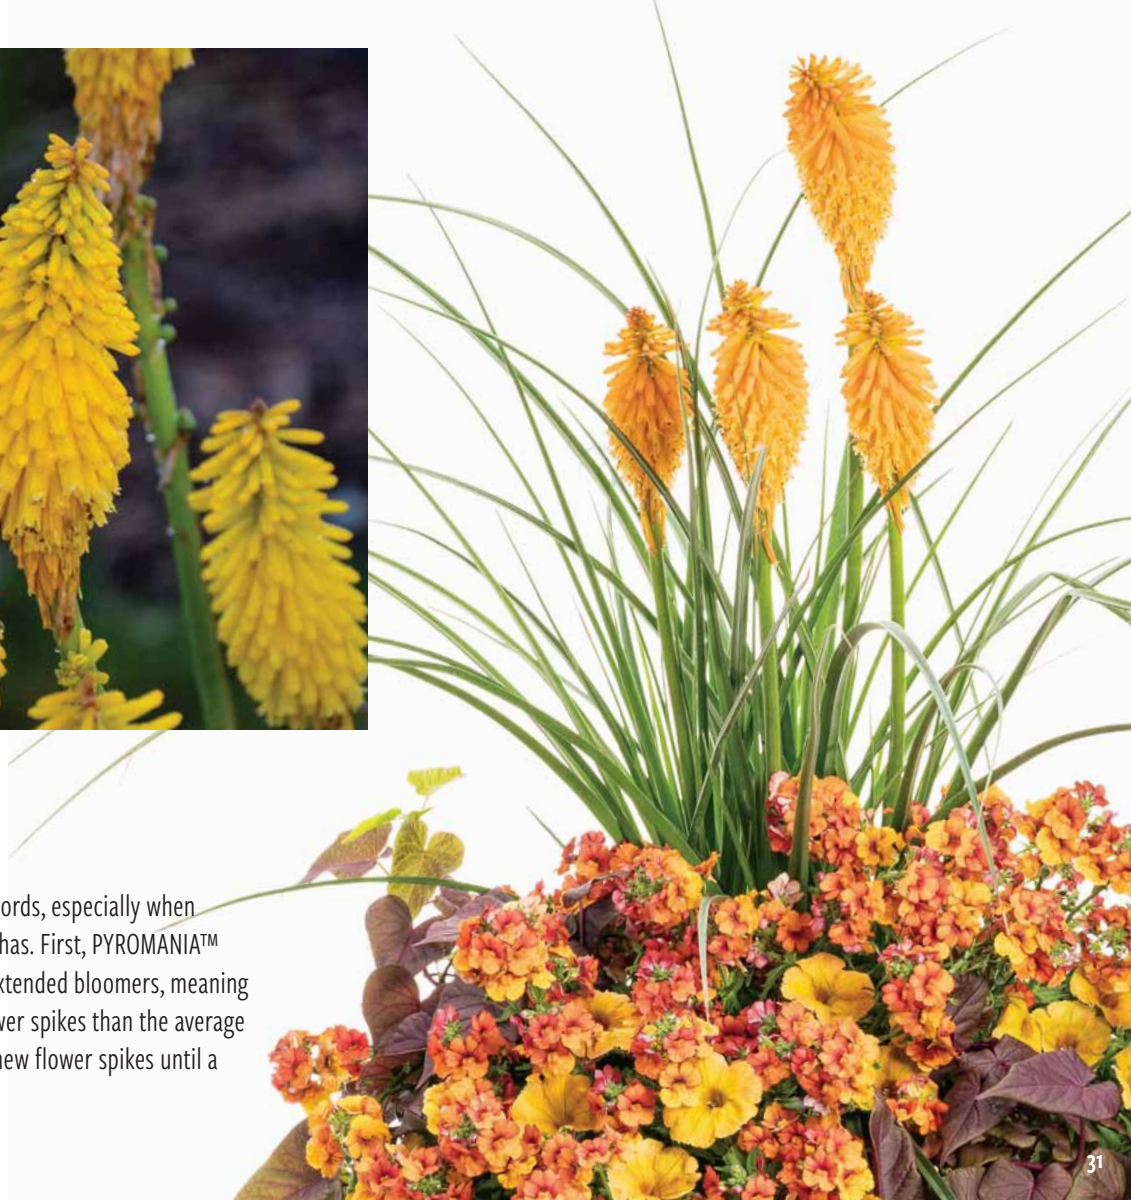 ords, especially when
has. First, PYROMANIA™
xtended bloomers, meaning
wer spikes than the average
new flower spikes until a
31